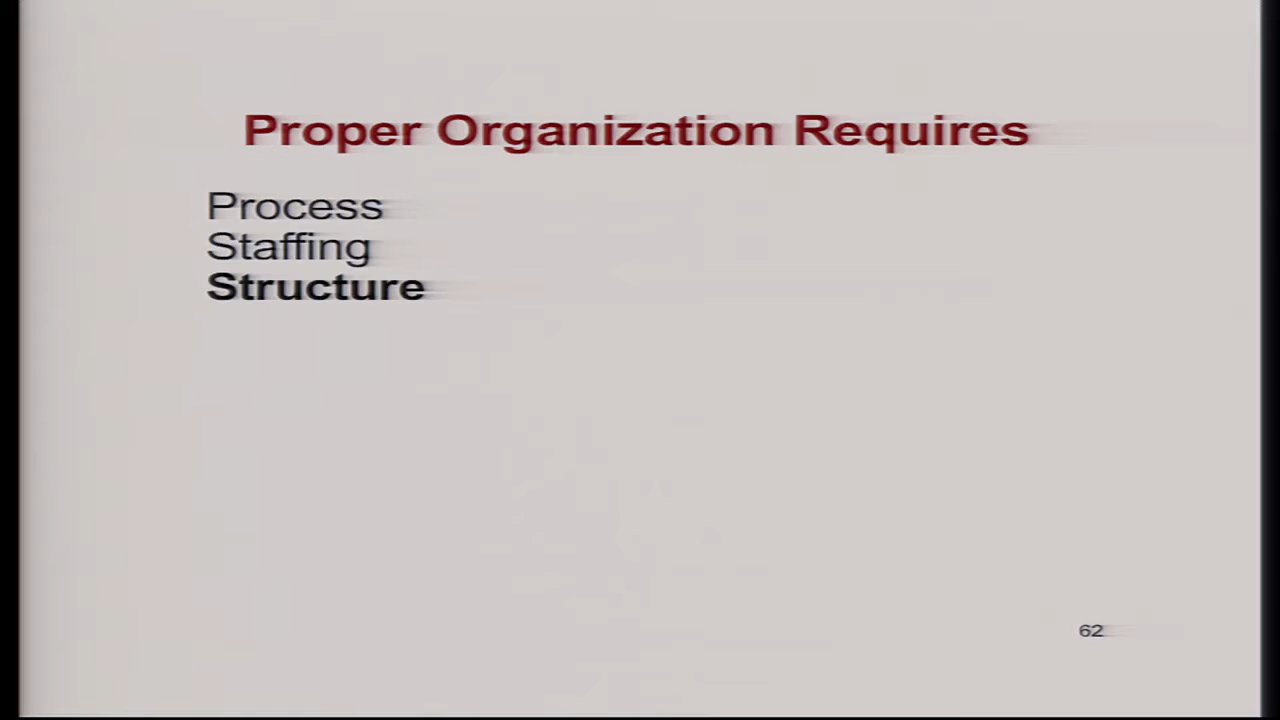 Proper Organization Requires
Process
Staffing
Structure
62